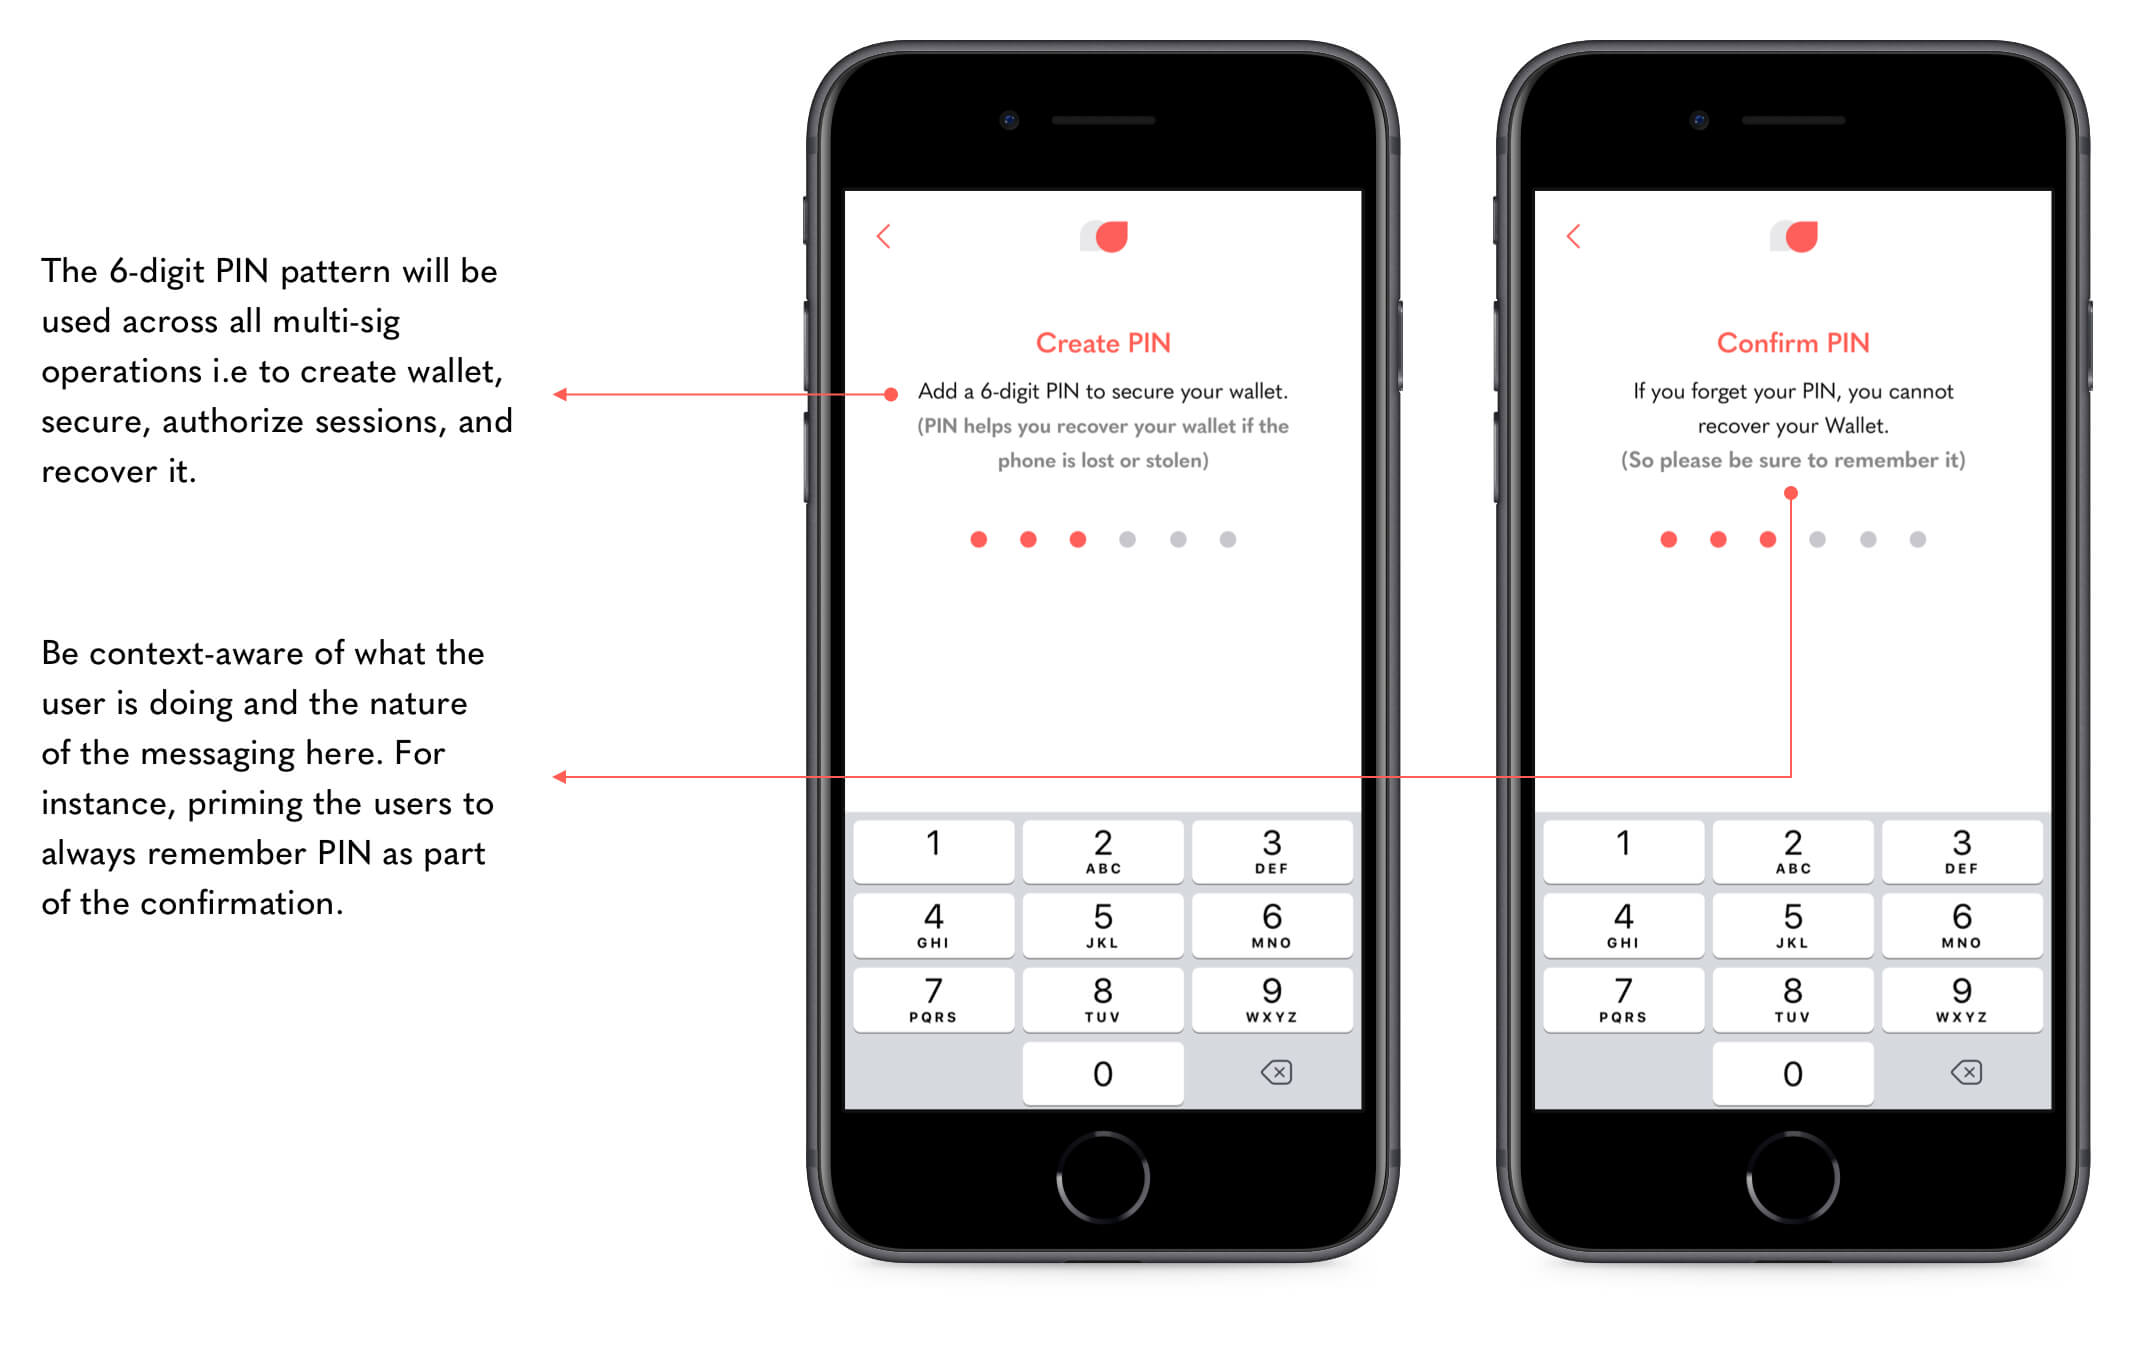 The 6-digit PIN pattern will be
used across all multi-sig
operations i.e to create wallet,
secure, authorize sessions, and
recover it.
Be context-aware of what the
user is doing and the nature
of the messaging here. For
instance, priming the users to
always remember PIN as part
of the confirmation.
Create PIN
Add a 6-digit PIN to secure your wallet.
(PIN helps you recover your wallet if the
phone is lost or stolen)
1 2 3
ABC DEF
4 5 6
GHI JKL MNO
7 8 9
PQRS TUV WXYZ
0
Confirm PIN
If you forget your PIN, you cannot
recover your Wallet.
(So please be sure to remember it)
1 2 3
ABC DEF
4 5 6
GHI JKL MNO
7 8 9
PQRS TUV WXYZ
0